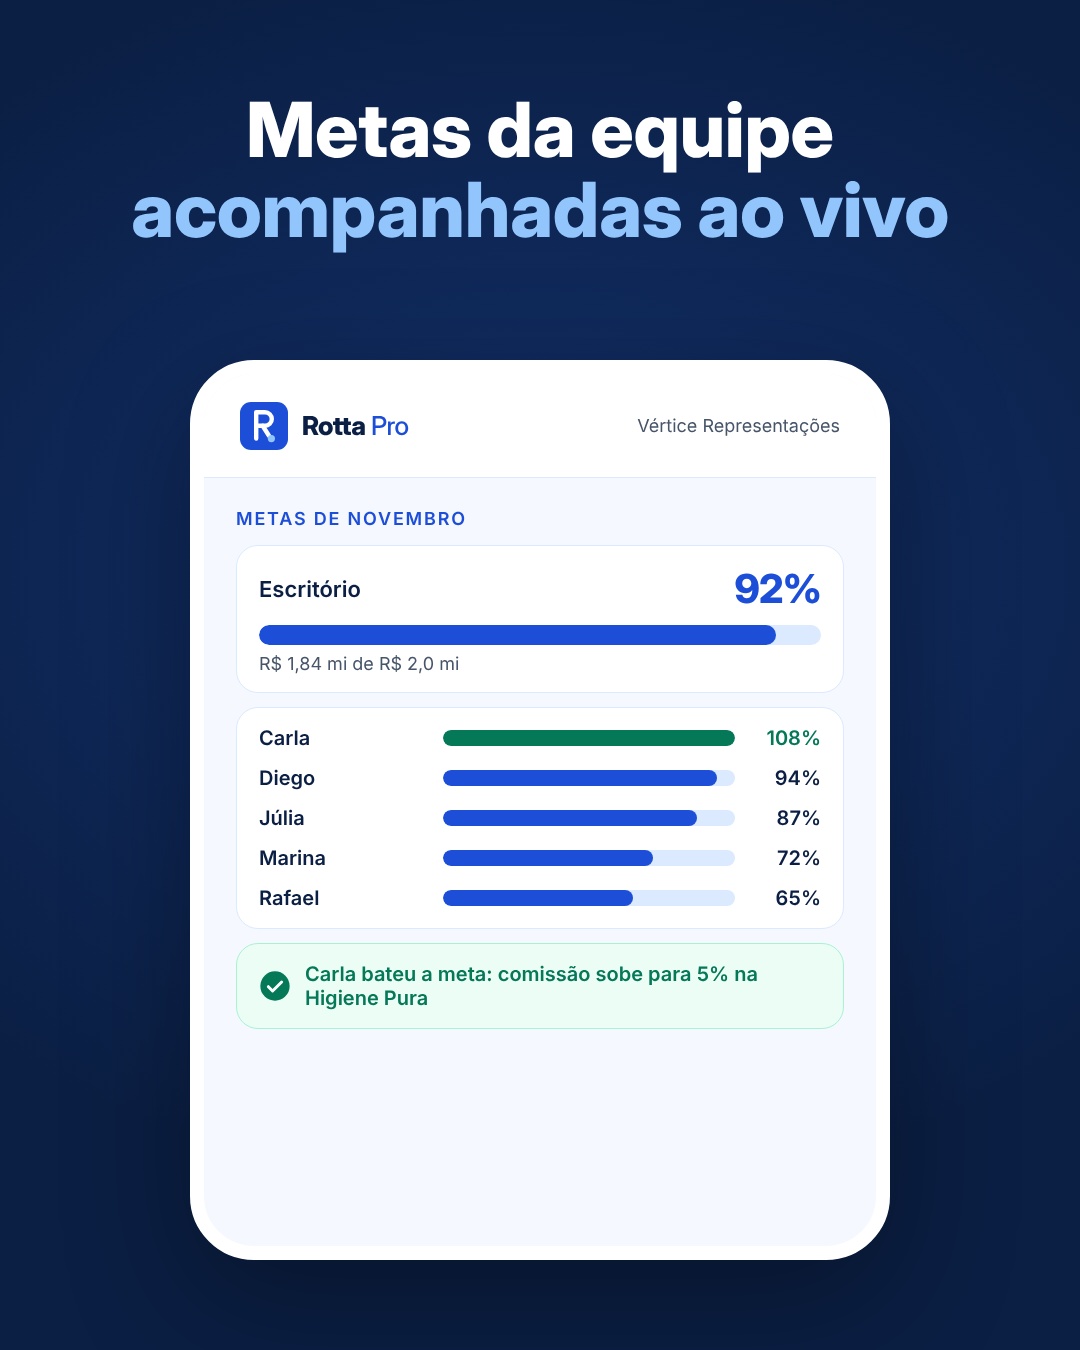 Metas da equipe
acompanhadas ao vivo
R Rotta Pro
Vértice Representações
METAS DE NOVEMBRO
Escritório 92%
R$ 1,84 mi de R$ 2,0 mi
Carla 108%
Diego 94%
Júlia 87%
Marina 72%
Rafael 65%
Carla bateu a meta: comissão sobe para 5% na
Higiene Pura